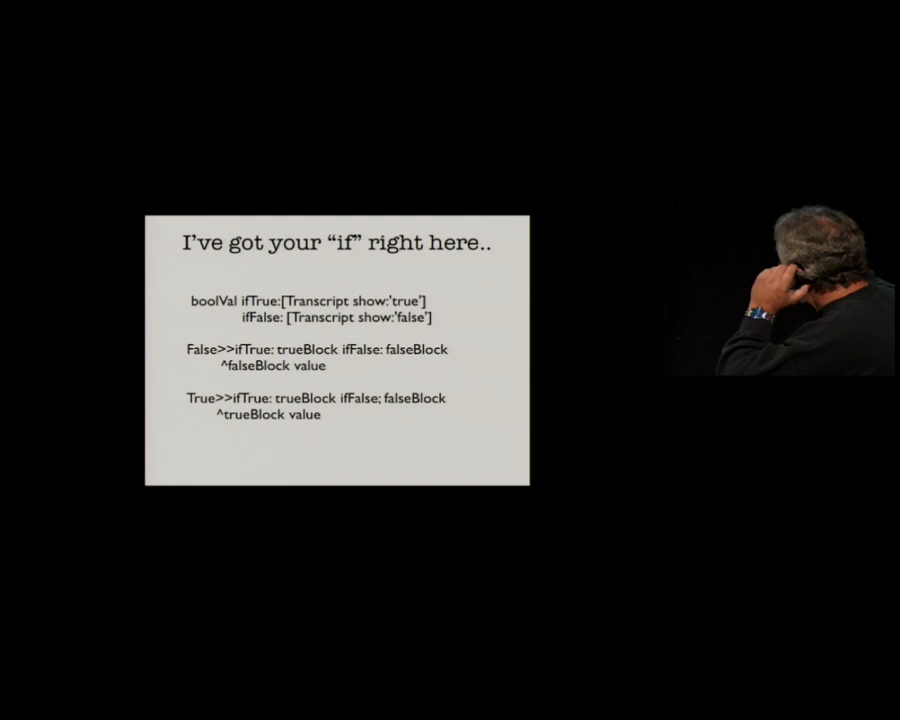 I've got your “if” right here..
boolVal ifTrue:[Transcript show:'true']
ifFalse: [Transcript show:'false']
False>>ifTrue: trueBlock ifFalse: falseBlock
^falseBlock value
True>>ifTrue: trueBlock ifFalse; falseBlock
^trueBlock value